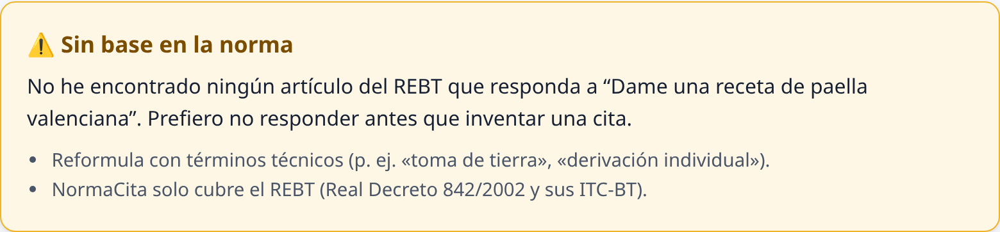 ⚠️ Sin base en la norma
No he encontrado ningún artículo del REBT que responda a “Dame una receta de paella
valenciana”. Prefiero no responder antes que inventar una cita.
• Reformula con términos técnicos (p. ej. «toma de tierra», «derivación individual»).
• NormaCita solo cubre el REBT (Real Decreto 842/2002 y sus ITC-BT).